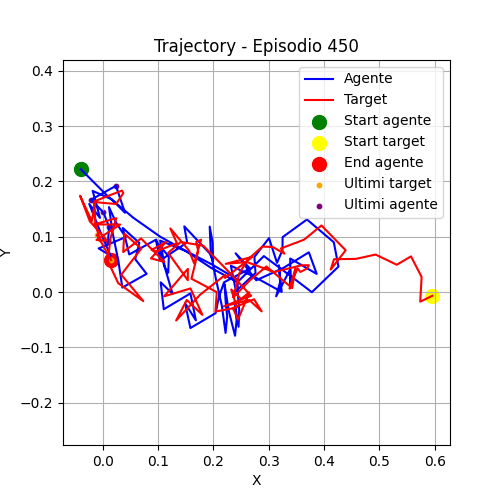 Trajectory - Episodio 450
Agente
Target
Start agente
Start target
End agente
Ultimi target
Ultimi agente
Y
0.4
0.3
0.2
0.1
0.0
−0.1
−0.2
0.0 0.1 0.2 0.3 0.4 0.5 0.6
X